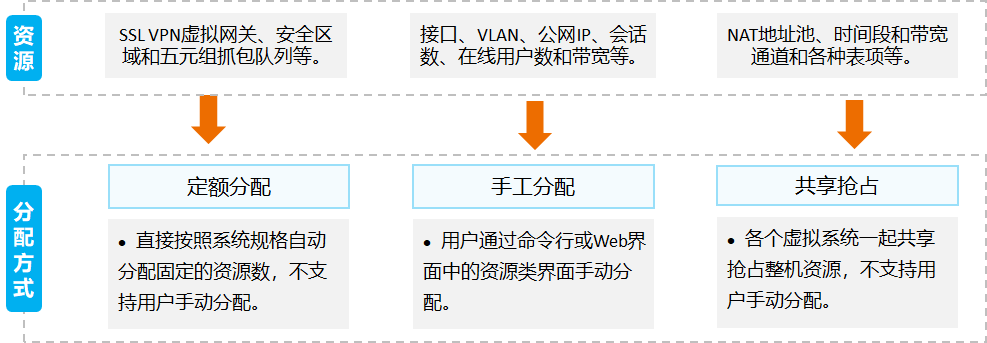 资源
SSL VPN虚拟网关、安全区
域和五元组抓包队列等。
接口、VLAN、公网IP、会话
数、在线用户数和带宽等。
NAT地址池、时间段和带宽
通道和各种表项等。
分配方式
定额分配
• 直接按照系统规格自动
分配固定的资源数，不支
持用户手动分配。
手工分配
• 用户通过命令行或Web界
面中的资源类界面手动分
配。
共享抢占
• 各个虚拟系统一起共享
抢占整机资源，不支持用
户手动分配。